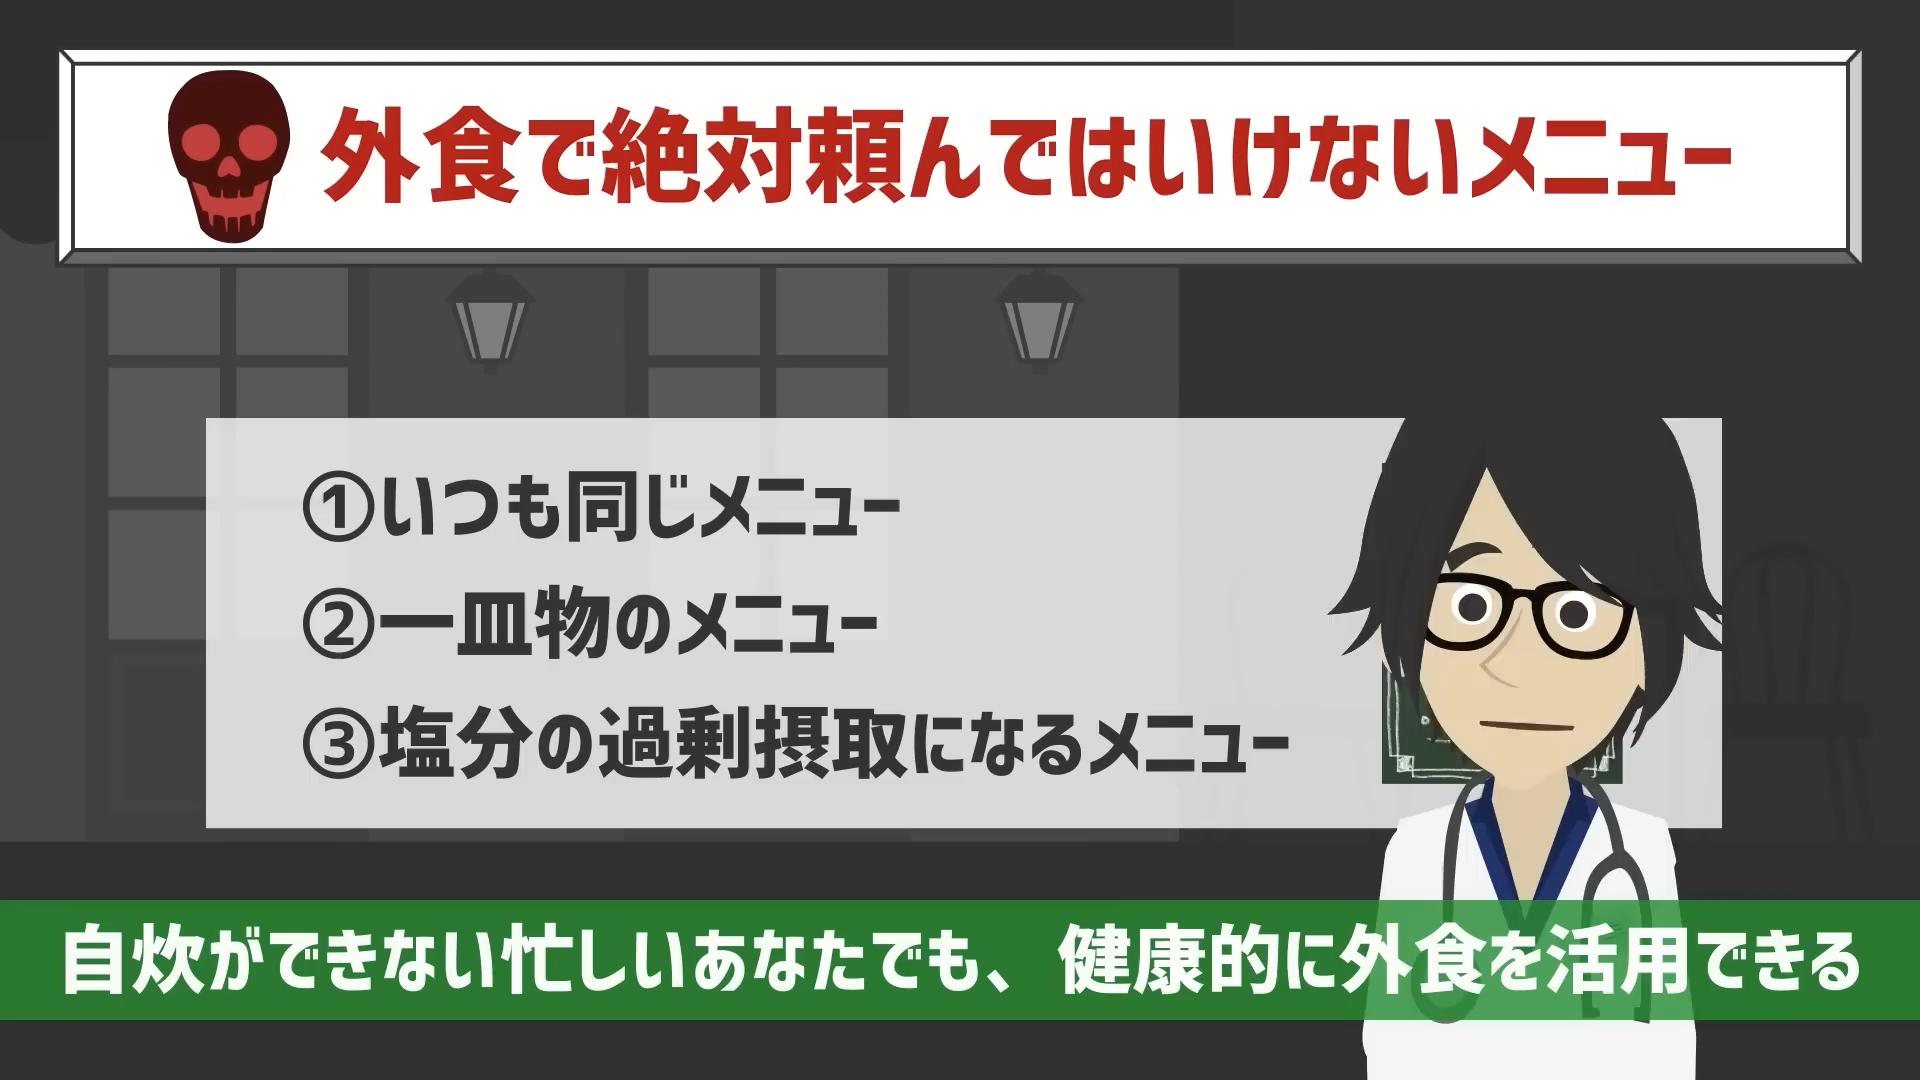 外食で絶対頼んではいけないメニュー
①いつも同じメニュー
②一皿物のメニュー
③塩分の過剰摂取になるメニュー
自炊ができない忙しいあなたでも、健康的に外食を活用できる